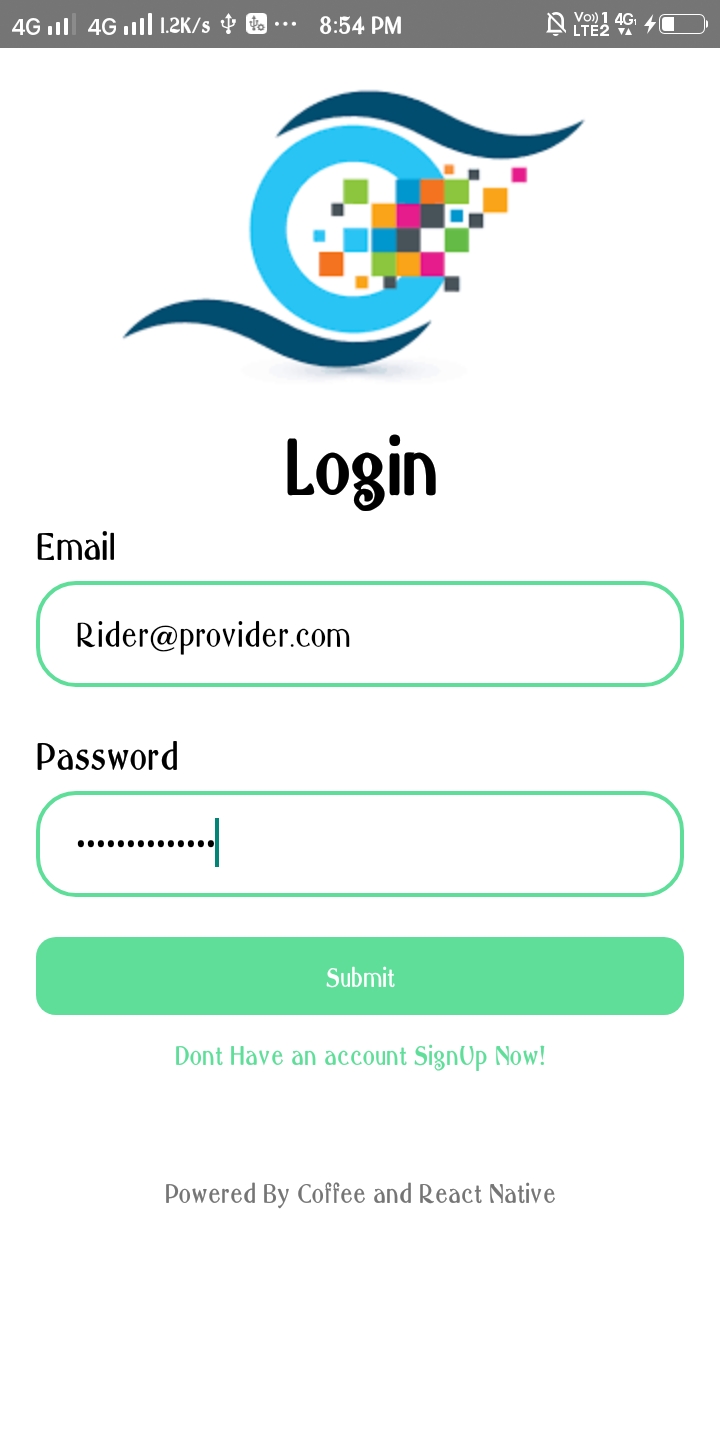 4G 4G 1.2K/s 8:54 PM Vo)) 1 LTE2 4G
Login
Email
Rider@provider.com
Password
••••••••••••••
Submit
Dont Have an account SignUp Now!
Powered By Coffee and React Native